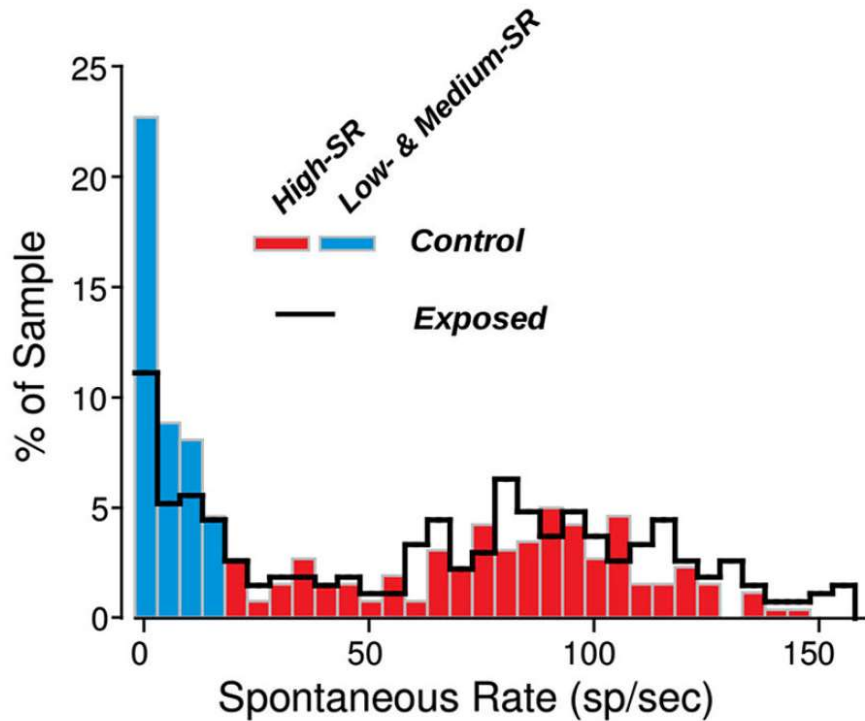 25
20
15
10
5
0
% of Sample
High-SR
Low- & Medium-SR
Control
Exposed
0 50 100 150
Spontaneous Rate (sp/sec)